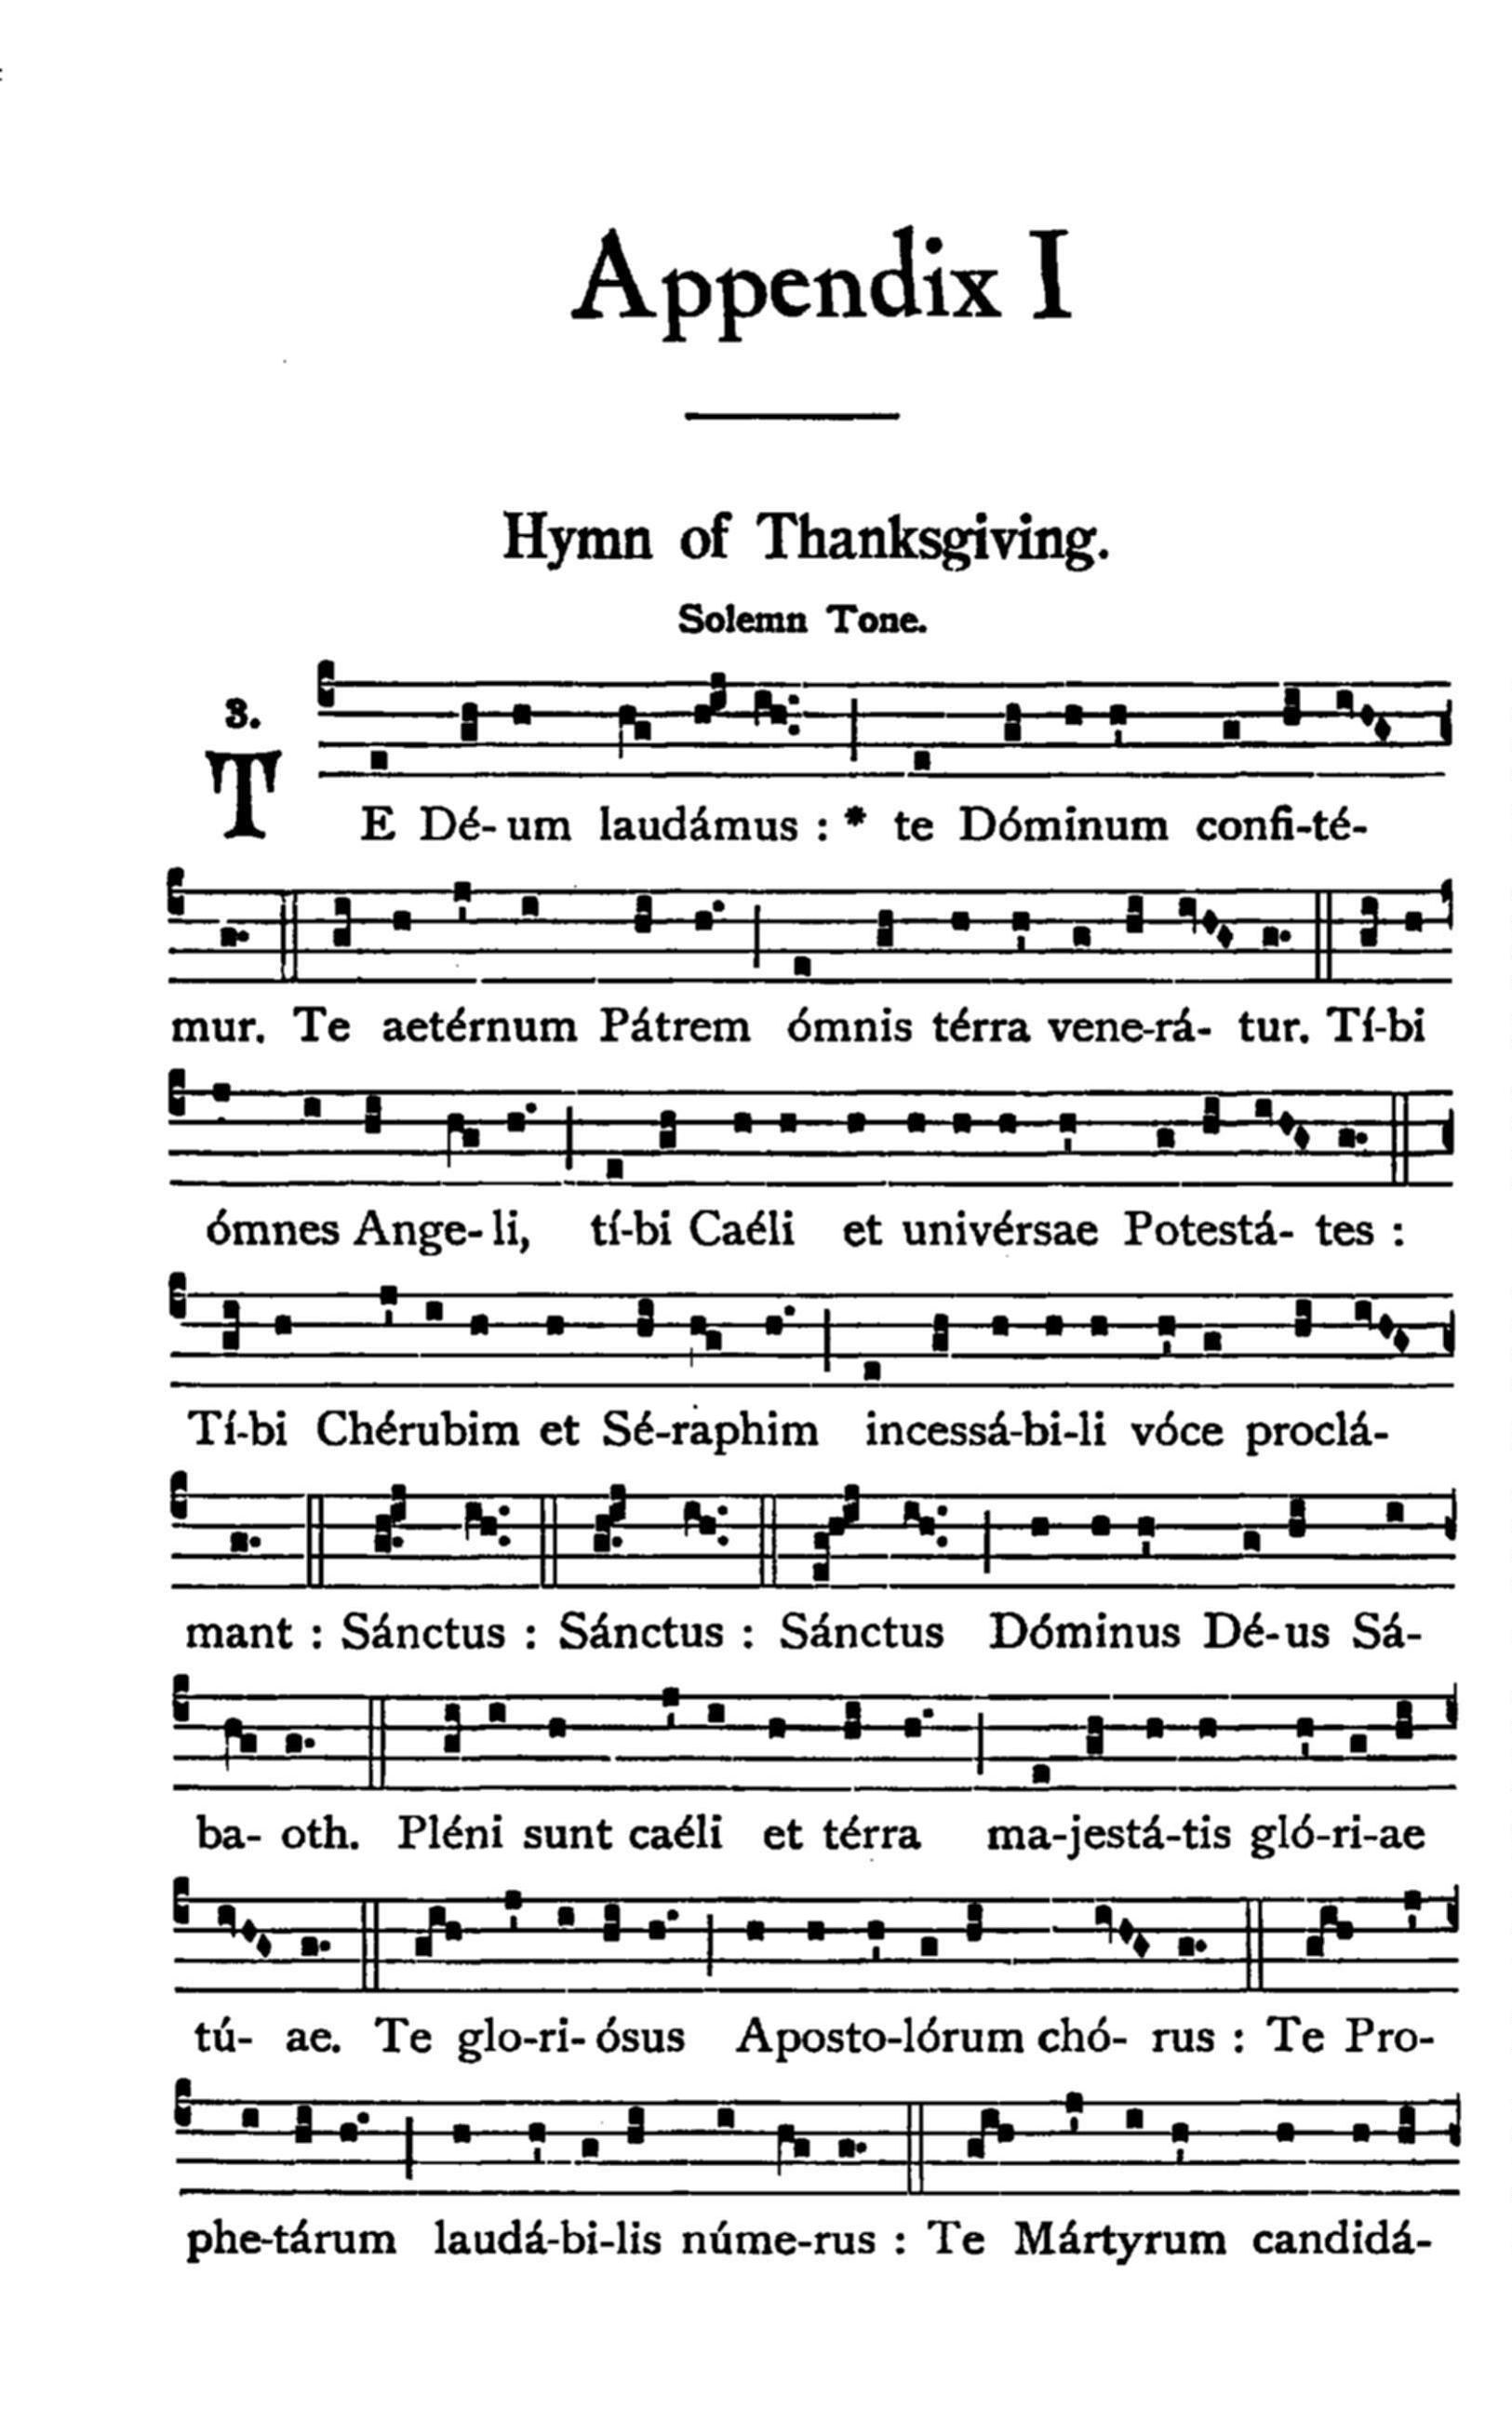 Appendix I
Hymn of Thanksgiving.
Solemn Tone.
3.
TE Dé-um laudámus : * te Dóminum confi-té-
mur. Te aetérnum Pátrem ómnis térra vene-rá- tur. Tí-bi
ómnes Ange-li, tí-bi Caéli et univérsae Potestá- tes :
Tí-bi Chérubim et Sé-raphim incessá-bi-li vóce proclá-
mant : Sánctus : Sánctus : Sánctus Dóminus Dé-us Sá-
ba- oth. Pléni sunt caéli et térra ma-jestá-tis gló-ri-ae
tú- ae. Te glo-ri-ósus Aposto-lórum chó- rus : Te Pro-
phe-tárum laudá-bi-lis núme-rus : Te Mártyrum candidá-